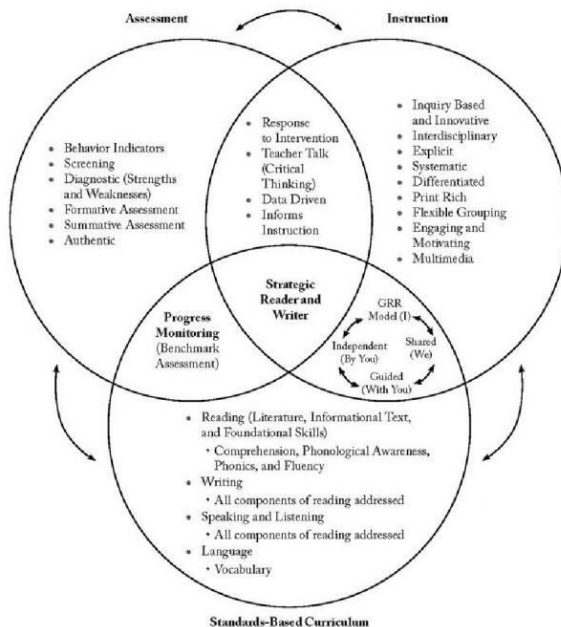 Assessment
Instruction
Behavior Indicators
Screening
Diagnostic (Strengths
and Weaknesses)
Formative Assessment
Summative Assessment
Authentic
Response
to Intervention
Teacher Talk
(Critical
Thinking)
Data Driven
Informs
Instruction
Inquiry Based
and Innovative
Interdisciplinary
Explicit
Systematic
Differentiated
Print Rich
Flexible Grouping
Engaging and
Motivating
Multimedia
Progress
Monitoring
(Benchmark
Assessment)
Strategic
Reader and
Writer
GRR
Model (I)
Independent
(By You)
Shared
(We)
Guided
(With You)
Reading (Literature, Informational Text,
and Foundational Skills)
Comprehension, Phonological Awareness,
Phonics, and Fluency
Writing
All components of reading addressed
Speaking and Listening
All components of reading addressed
Language
Vocabulary
Standards-Based Curriculum